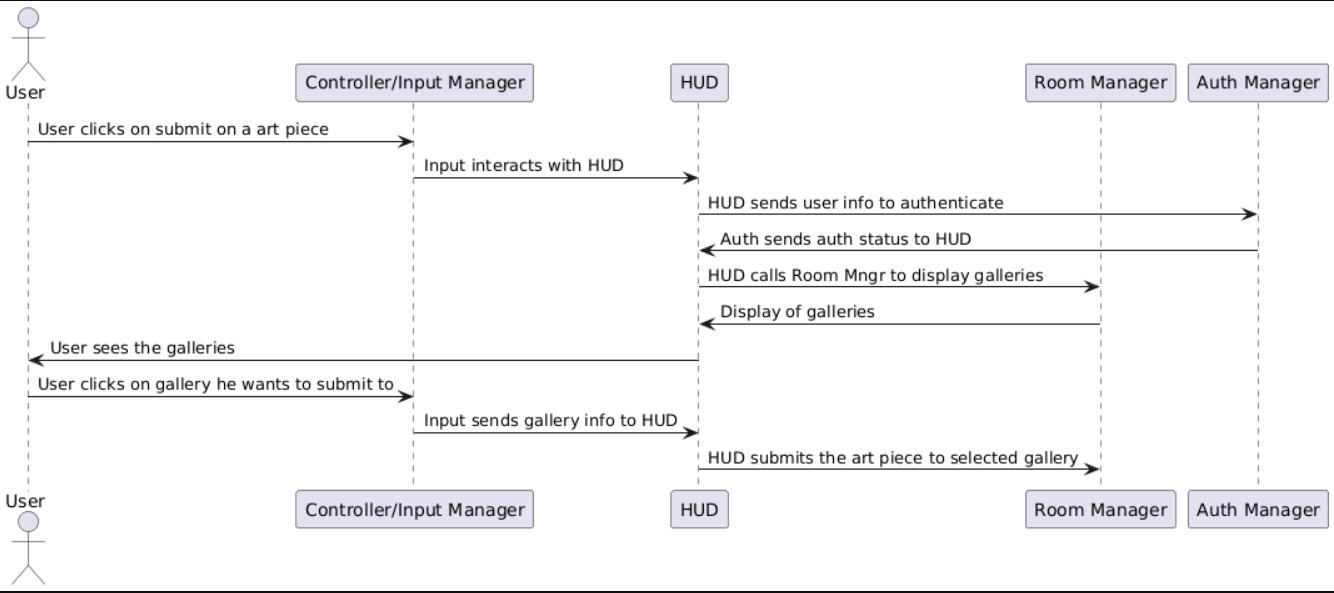 User
Controller/Input Manager
HUD
Room Manager
Auth Manager
User clicks on submit on a art piece
Input interacts with HUD
HUD sends user info to authenticate
Auth sends auth status to HUD
HUD calls Room Mngr to display galleries
Display of galleries
User sees the galleries
User clicks on gallery he wants to submit to
Input sends gallery info to HUD
HUD submits the art piece to selected gallery
User
Controller/Input Manager
HUD
Room Manager
Auth Manager